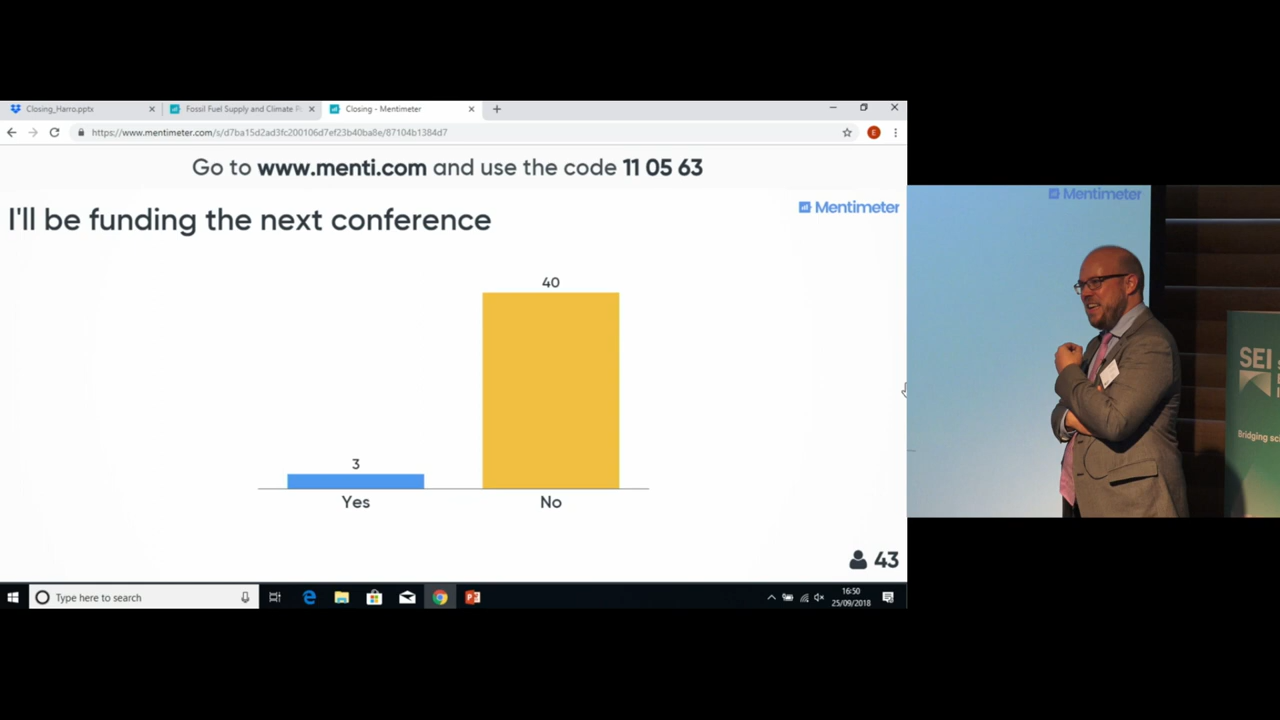 Closing_Harro.pptx
Fossil Fuel Supply and Climate
Closing - Mentimeter
https://www.mentimeter.com/s/d7ba15d2ad3fc200106d7ef23b40ba8e/87104b1384d7
E
Go to www.menti.com and use the code 11 05 63
Mentimeter
I'll be funding the next conference
40
3
Yes
No
43
Type here to search
16:50
25/09/2018
Mentimeter
SEI
Bridging